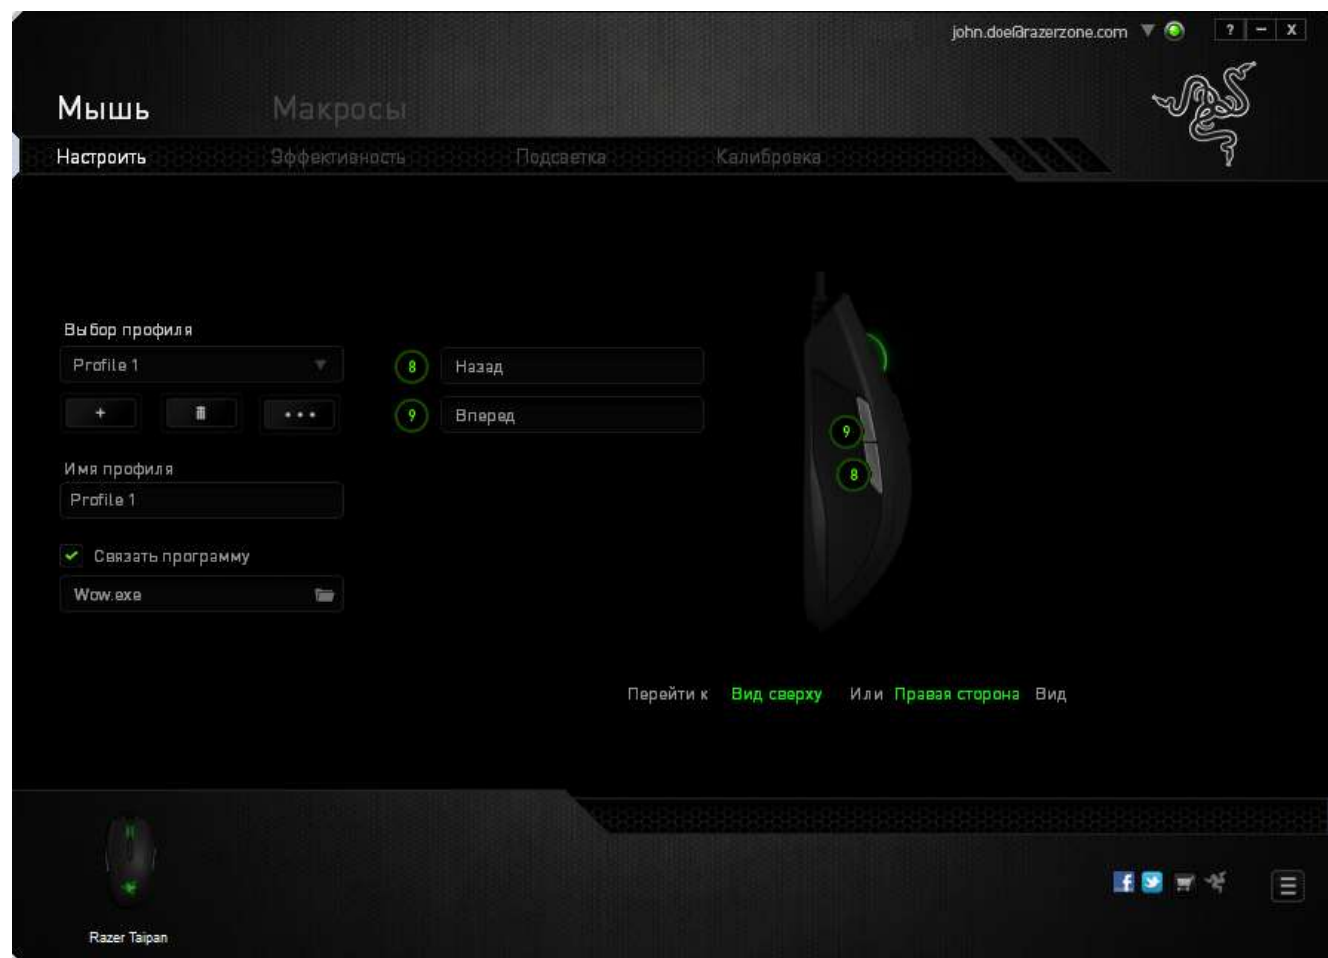 john.doe@razerzone.com
? - X
Мышь Макросы
Настроить Эффективность Подсветка Калибровка
Выбор профиля
Profile 1
8 Назад
+
9 Вперед
9
Имя профиля
8
Profile 1
Связать программу
Wow.exe
Перейти к Вид сверху Или Правая сторона Вид
Razer Taipan